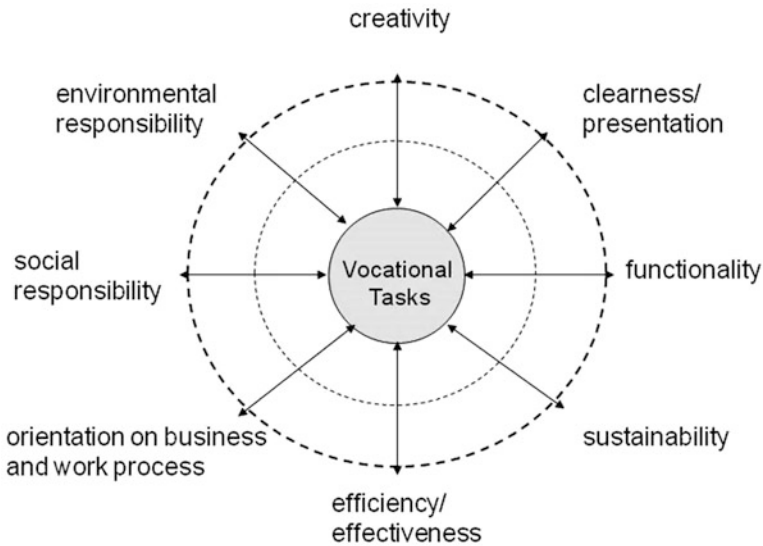 creativity
environmental
responsibility
clearness/
presentation
social
responsibility
Vocational
Tasks
functionality
orientation on business
and work process
sustainability
efficiency/
effectiveness